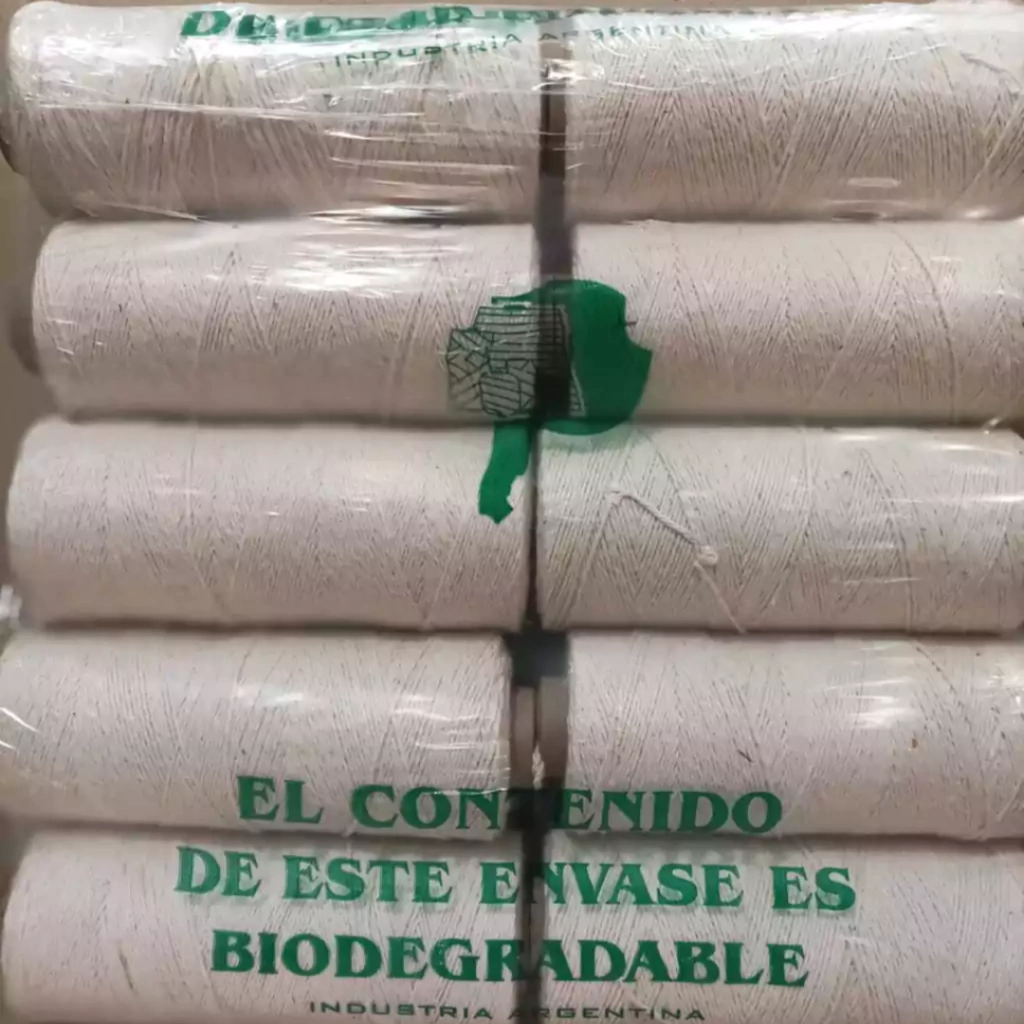 INDUSTRIA ARGENTINA
EL CONTENIDO
DE ESTE ENVASE ES
BIODEGRADABLE
INDUSTRIA ARGENTINA